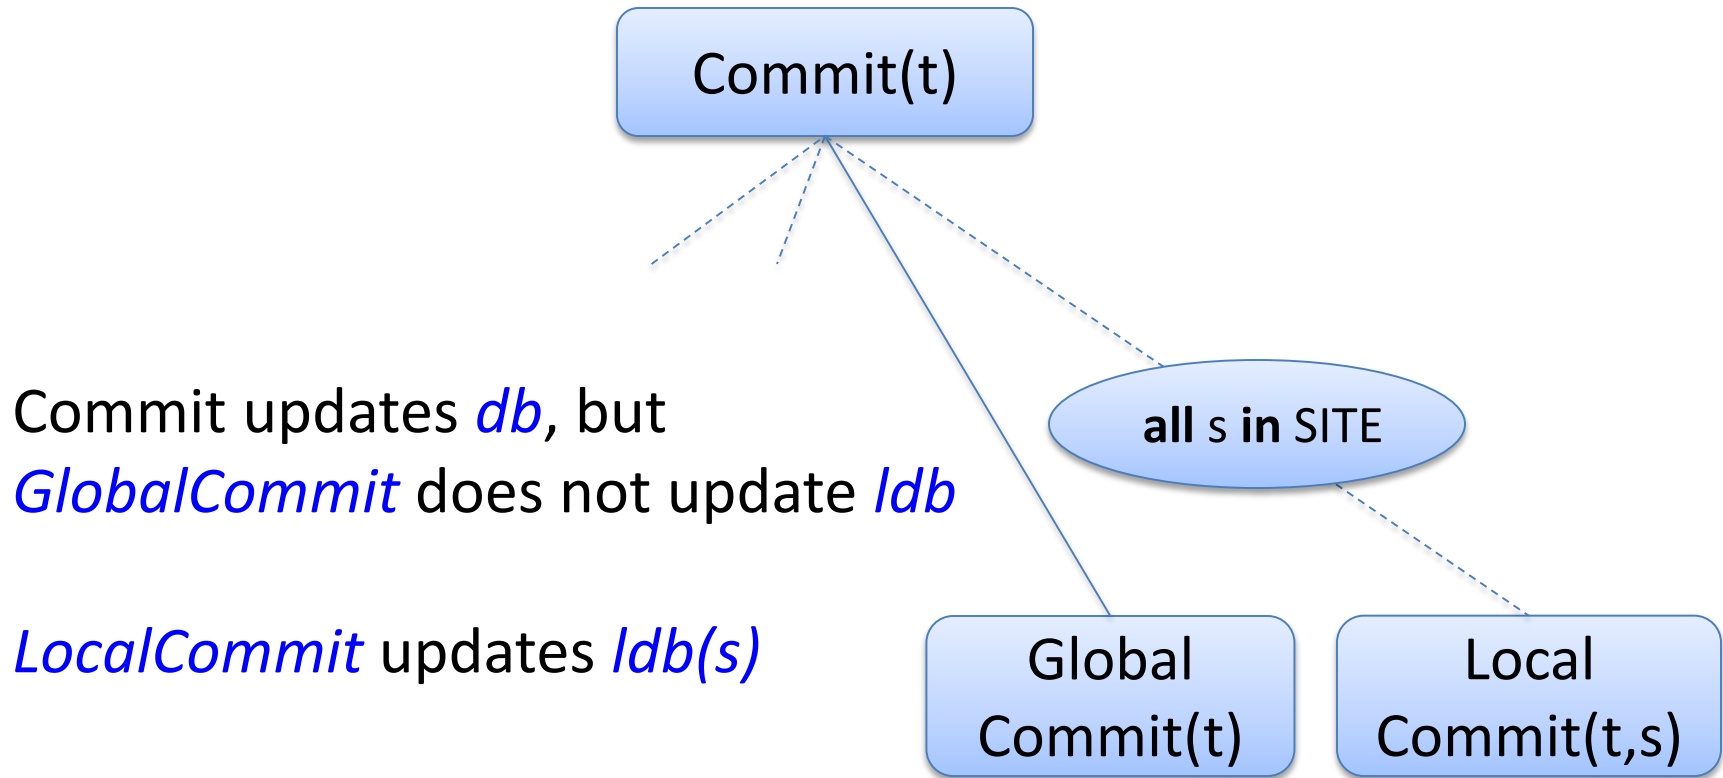 Commit(t)
all s in SITE
Commit updates db, but
GlobalCommit does not update ldb
LocalCommit updates ldb(s)
Global
Commit(t)
Local
Commit(t,s)